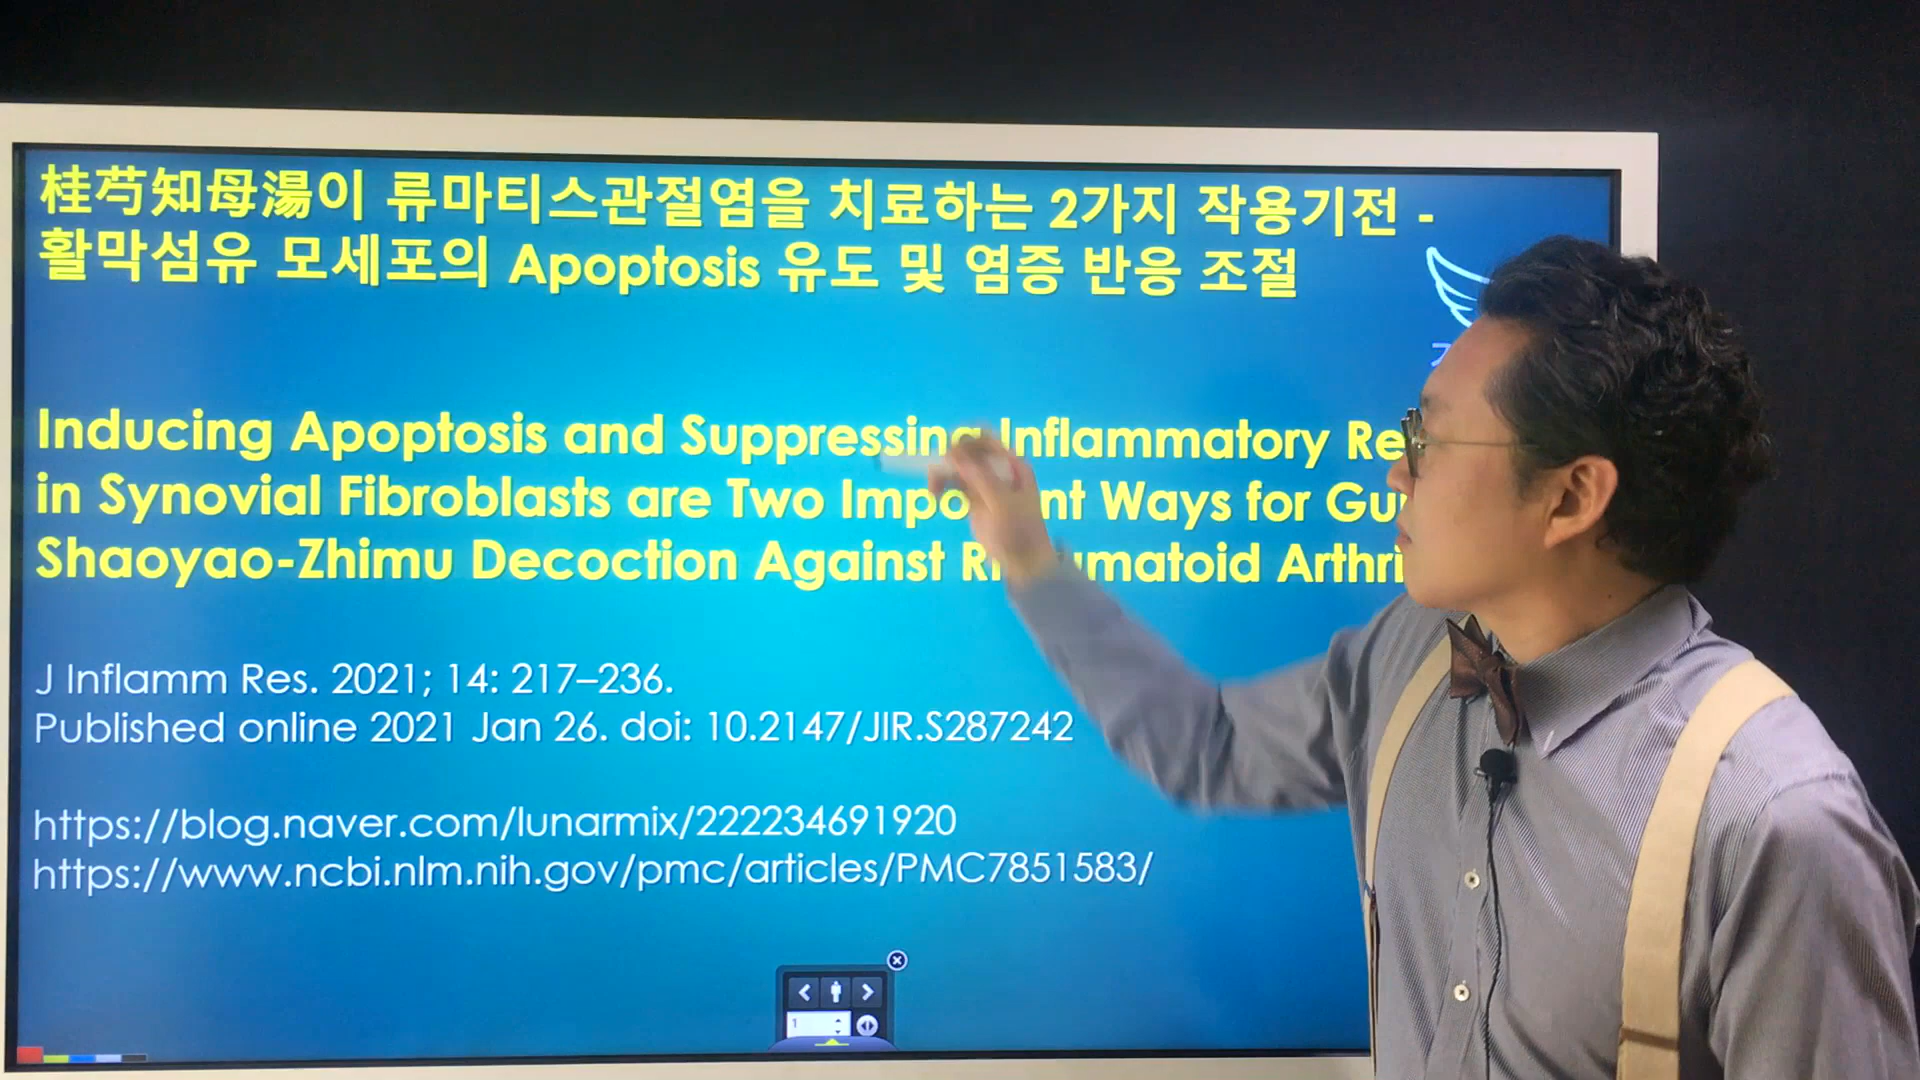 桂芍知母湯이 류마티스관절염을 치료하는 2가지 작용기전 -
활막섬유 모세포의 Apoptosis 유도 및 염증 반응 조절
Inducing Apoptosis and Suppressing Inflammatory Re
in Synovial Fibroblasts are Two Ways for Gu
Shaoyao-Zhimu Decoction Against Arthri
J Inflamm Res. 2021; 14: 217–236.
Published online 2021 Jan 26. doi: 10.2147/JIR.S287242
https://blog.naver.com/lunarmix/222234691920
https://www.ncbi.nlm.nih.gov/pmc/articles/PMC7851583/
1